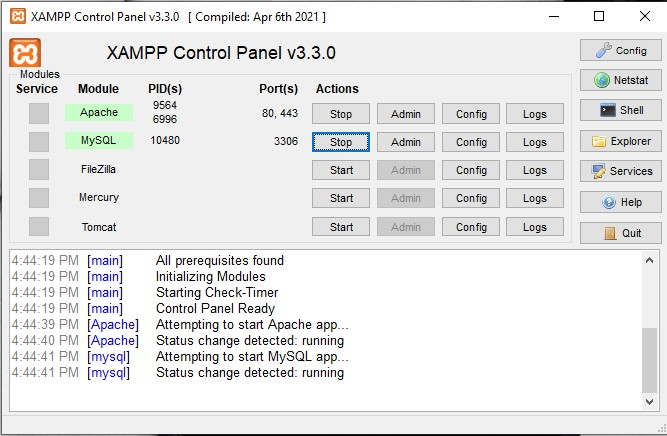 XAMPP Control Panel v3.3.0 [ Compiled: Apr 6th 2021 ]
XAMPP Control Panel v3.3.0
Config
Modules
Service Module PID(s) Port(s) Actions
Netstat
Apache 9564 6996 80, 443 Stop Admin Config Logs
Shell
MySQL 10480 3306 Stop Admin Config Logs
Explorer
FileZilla Start Admin Config Logs
Services
Mercury Start Admin Config Logs
Help
Tomcat Start Admin Config Logs
Quit
4:44:19 PM [main] All prerequisites found
4:44:19 PM [main] Initializing Modules
4:44:19 PM [main] Starting Check-Timer
4:44:19 PM [main] Control Panel Ready
4:44:39 PM [Apache] Attempting to start Apache app...
4:44:40 PM [Apache] Status change detected: running
4:44:41 PM [mysql] Attempting to start MySQL app...
4:44:41 PM [mysql] Status change detected: running